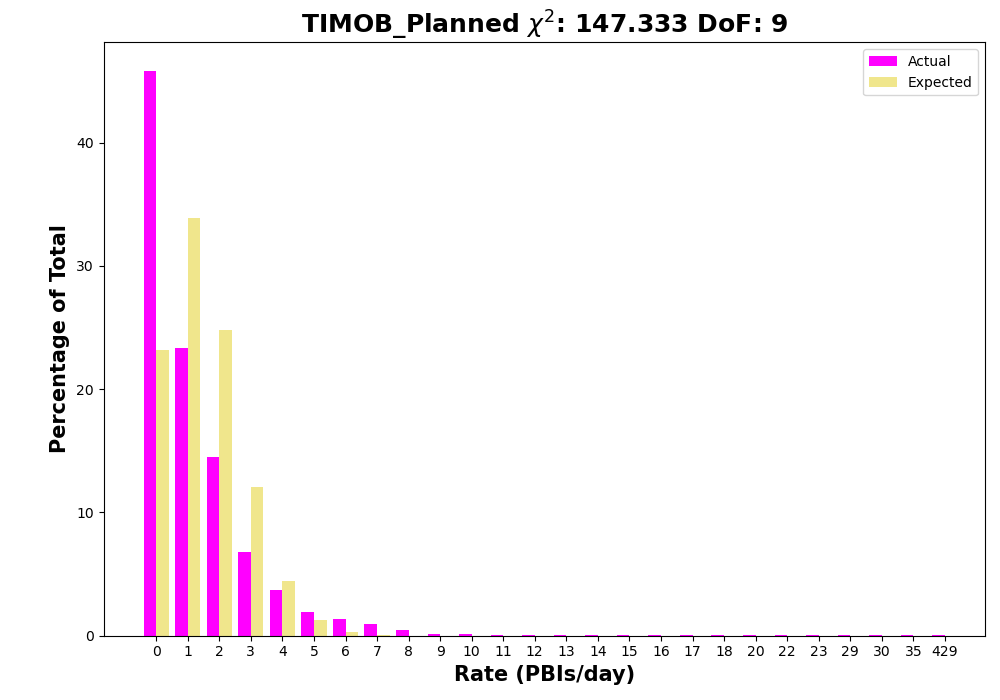 TIMOB_Planned χ²: 147.333 DoF: 9
Actual
Expected
Percentage of Total
40
30
20
10
0
0 1 2 3 4 5 6 7 8 9 10 11 12 13 14 15 16 17 18 20 22 23 29 30 35 429
Rate (PBIs/day)